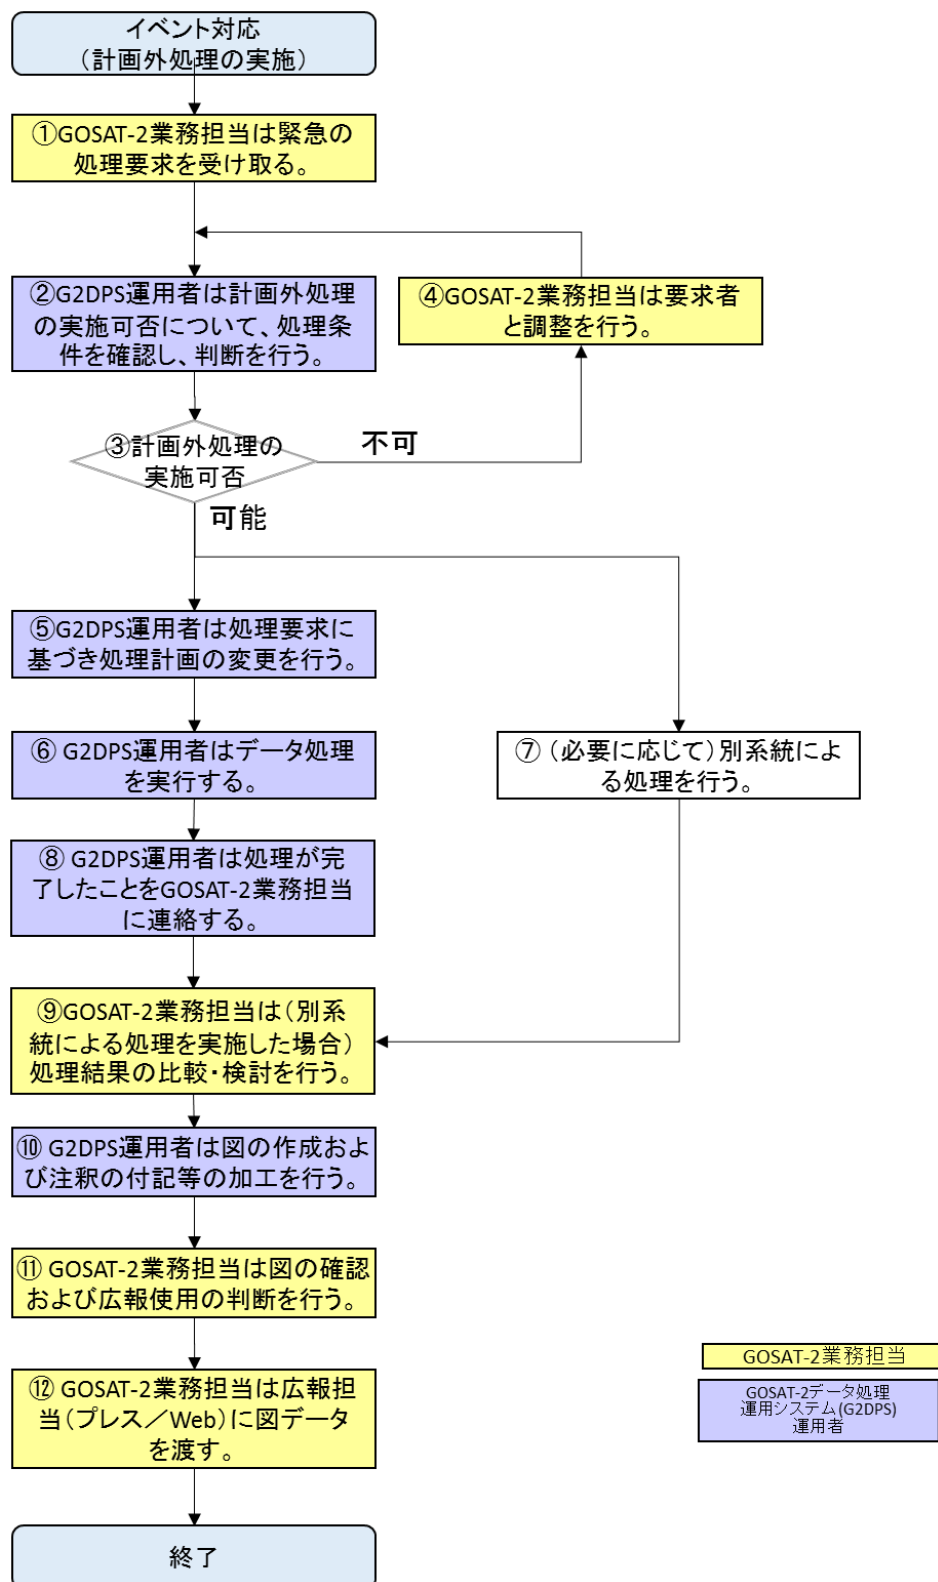 イベント対応
（計画外処理の実施）
①GOSAT-2業務担当は緊急の
処理要求を受け取る。
②G2DPS運用者は計画外処理
の実施可否について、処理条
件を確認し、判断を行う。
④GOSAT-2業務担当は要求者
と調整を行う。
③計画外処理の
実施可否
不可
可能
⑤G2DPS運用者は処理要求に
基づき処理計画の変更を行う。
⑥ G2DPS運用者はデータ処理
を実行する。
⑦（必要に応じて）別系統によ
る処理を行う。
⑧ G2DPS運用者は処理が完
了したことをGOSAT-2業務担当
に連絡する。
⑨GOSAT-2業務担当は（別系
統による処理を実施した場合）
処理結果の比較・検討を行う。
⑩ G2DPS運用者は図の作成およ
び注釈の付記等の加工を行う。
⑪ GOSAT-2業務担当は図の確認
および広報使用の判断を行う。
⑫ GOSAT-2業務担当は広報担
当（プレス／Web）に図データ
を渡す。
終了
GOSAT-2業務担当
GOSAT-2データ処理
運用システム(G2DPS)
運用者